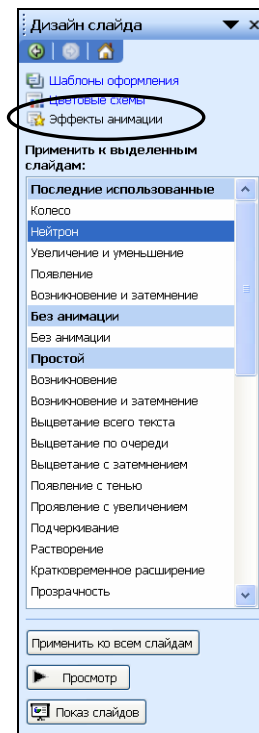 Дизайн слайда
Шаблоны оформления
Цветовые схемы
Эффекты анимации
Применить к выделенным
слайдам:
Последние использованные
Колесо
Нейтрон
Увеличение и уменьшение
Появление
Возникновение и затемнение
Без анимации
Без анимации
Простой
Возникновение
Возникновение и затемнение
Выцветание всего текста
Выцветание по очереди
Выцветание с затемнением
Появление с тенью
Проявление с увеличением
Подчеркивание
Растворение
Кратковременное расширение
Прозрачность
Применить ко всем слайдам
Просмотр
Показ слайдов